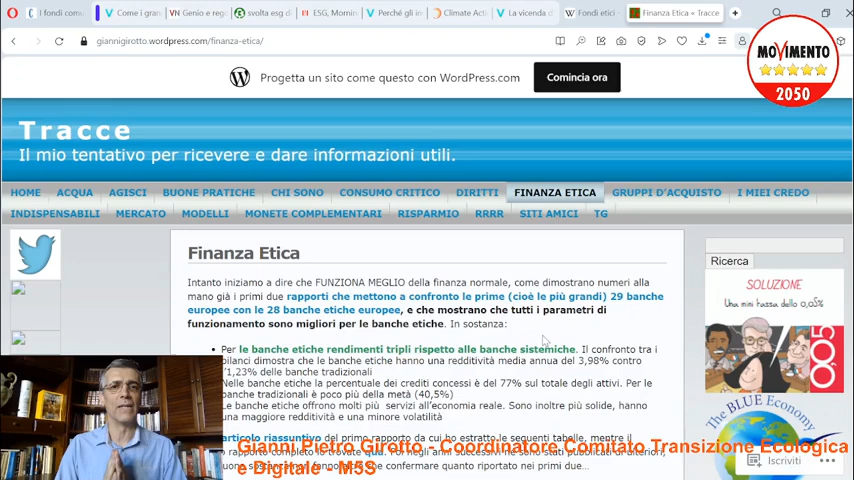 I fondi comu
Come i gran
Genio e rego
svolta esg d
ESG, Mornin
Perché gli in
Climate Actio
La vicenda d
Fondi etici -
Finanza Etica « Tracce
giannigirotto.wordpress.com/finanza-etica/
MOVIMENTO
2050
Progetta un sito come questo con WordPress.com
Comincia ora
Tracce
Il mio tentativo per ricevere e dare informazioni utili.
HOME ACQUA AGISCI BUONE PRATICHE CHI SONO CONSUMO CRITICO DIRITTI FINANZA ETICA GRUPPI D'ACQUISTO I MIEI CREDO
INDISPENSABILI MERCATO MODELLI MONETE COMPLEMENTARI RISPARMIO RRRR SITI AMICI TG
Finanza Etica
Intanto iniziamo a dire che FUNZIONA MEGLIO della finanza normale, come dimostrano numeri alla
mano già i primi due rapporti che mettono a confronto le prime (cioè le più grandi) 29 banche
europee con le 28 banche etiche europee, e che mostrano che tutti i parametri di
funzionamento sono migliori per le banche etiche. In sostanza:
Per le banche etiche rendimenti tripli rispetto alle banche sistemiche. Il confronto tra i
bilanci dimostra che le banche etiche hanno una redditività media annua del 3,98% contro
l'1,23% delle banche tradizionali
Nelle banche etiche la percentuale dei crediti concessi è del 77% sul totale degli attivi. Per le
banche tradizionali è poco più della metà (40,5%)
Le banche etiche offrono molti più servizi all'economia reale. Sono inoltre più solide, hanno
una maggiore redditività e una minore volatilità
articolo riassuntivo del primo rapporto da cui ho estratto le seguenti tabelle, mentre il
Ricerca
SOLUZIONE
Una mini tassa dello 0,05%
0,05
The BLUE Economy
Iscriviti
Gianni Pietro Girotto - Coordinatore Comitato Transizione Ecologica
e Digitale - M5S